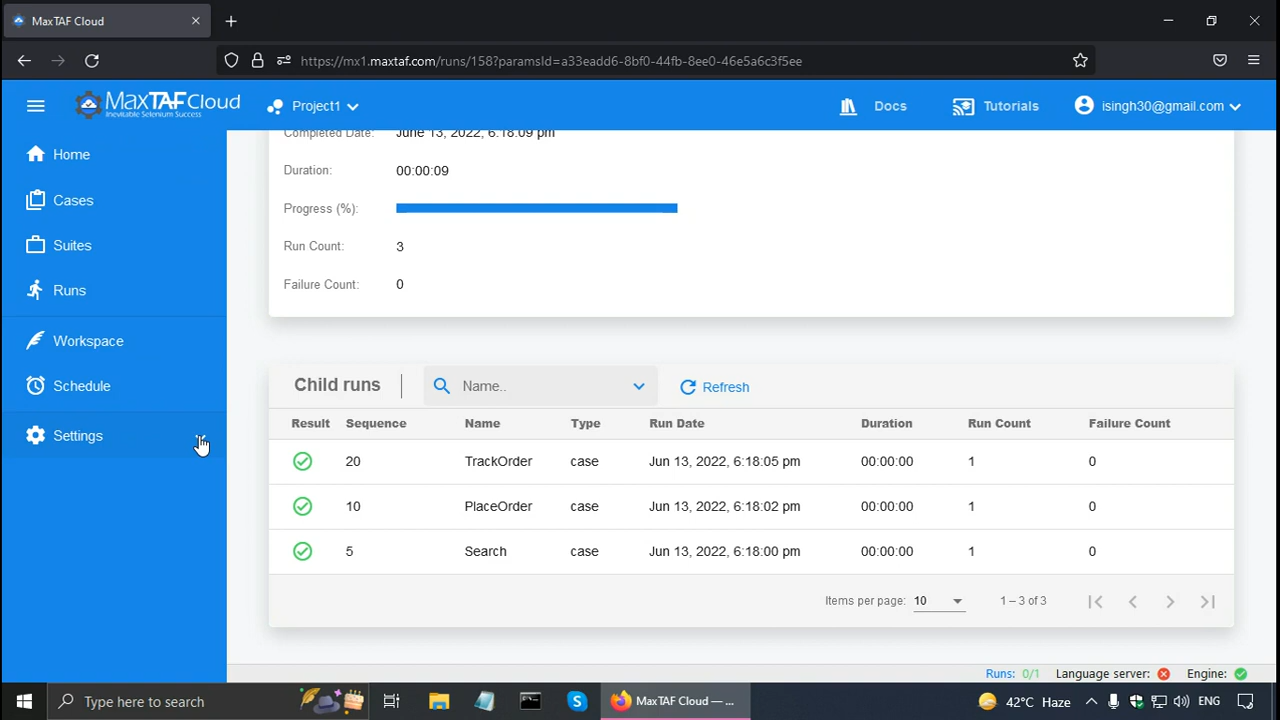 MaxTAF Cloud
https://mx1.maxtaf.com/runs/158?paramsId=a33eadd6-8bf0-44fb-8ee0-46e5a6c3f5ee
MaxTAFCloud
Inevitable Selenium Success
Project1
Docs
Tutorials
isingh30@gmail.com
Home
Cases
Suites
Runs
Workspace
Schedule
Settings
Completed Date: June 13, 2022, 6:18:09 pm
Duration: 00:00:09
Progress (%):
Run Count: 3
Failure Count: 0
Child runs
Name..
Refresh
Result Sequence Name Type Run Date Duration Run Count Failure Count
20 TrackOrder case Jun 13, 2022, 6:18:05 pm 00:00:00 1 0
10 PlaceOrder case Jun 13, 2022, 6:18:02 pm 00:00:00 1 0
5 Search case Jun 13, 2022, 6:18:00 pm 00:00:00 1 0
Items per page: 10 1 – 3 of 3
Runs: 0/1 Language server: Engine:
Type here to search
MaxTAF Cloud — ...
42°C Haze
ENG